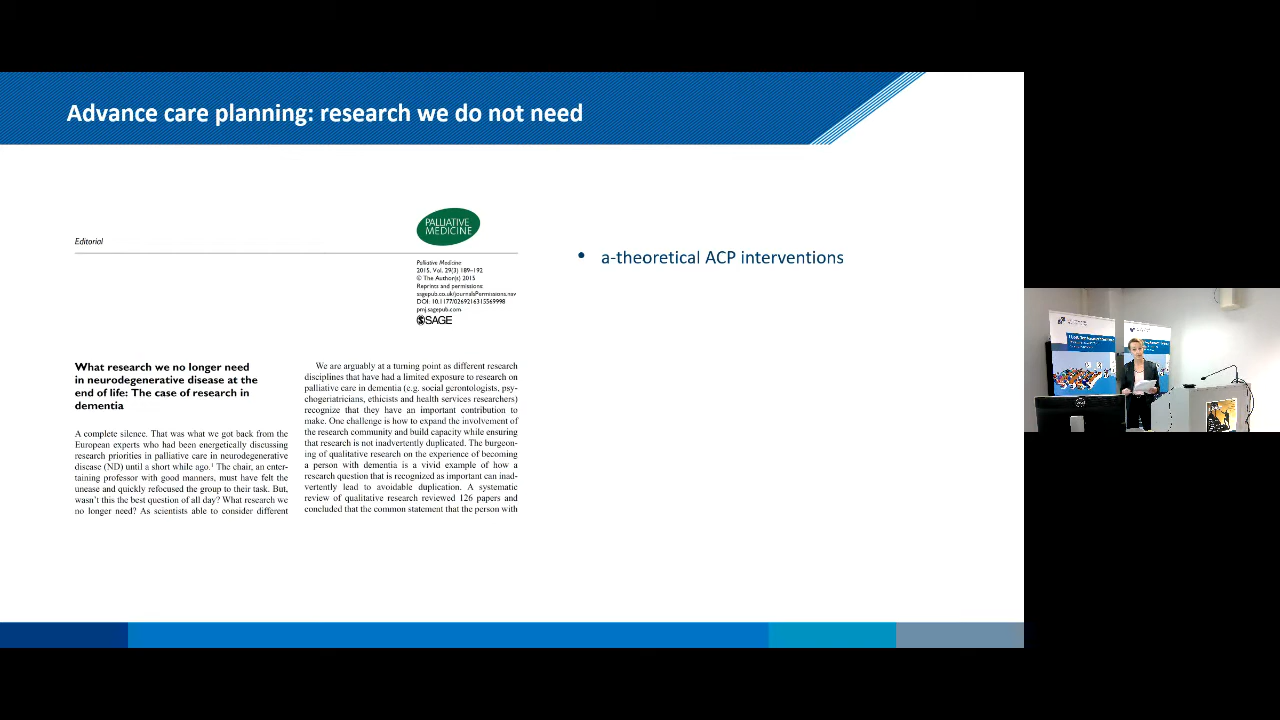 Advance care planning: research we do not need
Editorial
PALLIATIVE
MEDICINE
Palliative Medicine
2015, Vol. 29(3) 189–192
© The Author(s) 2015
Reprints and permissions:
sagepub.co.uk/journalsPermissions.nav
DOI: 10.1177/0269216315569998
pmj.sagepub.com
SAGE
What research we no longer need
in neurodegenerative disease at the
end of life: The case of research in
dementia
A complete silence. That was what we got back from the
European experts who had been energetically discussing
research priorities in palliative care in neurodegenerative
disease (ND) until a short while ago.¹ The chair, an enter-
taining professor with good manners, must have felt the
unease and quickly refocused the group to their task. But,
wasn't this the best question of all day? What research we
no longer need? As scientists able to consider different
We are arguably at a turning point as different research
disciplines that have had a limited exposure to research on
palliative care in dementia (e.g. social gerontologists, psy-
chogeriatricians, ethicists and health services researchers)
recognize that they have an important contribution to
make. One challenge is how to expand the involvement of
the research community and build capacity while ensuring
that research is not inadvertently duplicated. The burgeon-
ing of qualitative research on the experience of becoming
a person with dementia is a vivid example of how a
research question that is recognized as important can inad-
vertently lead to avoidable duplication. A systematic
review of qualitative research reviewed 126 papers and
concluded that the common statement that the person with
• a-theoretical ACP interventions